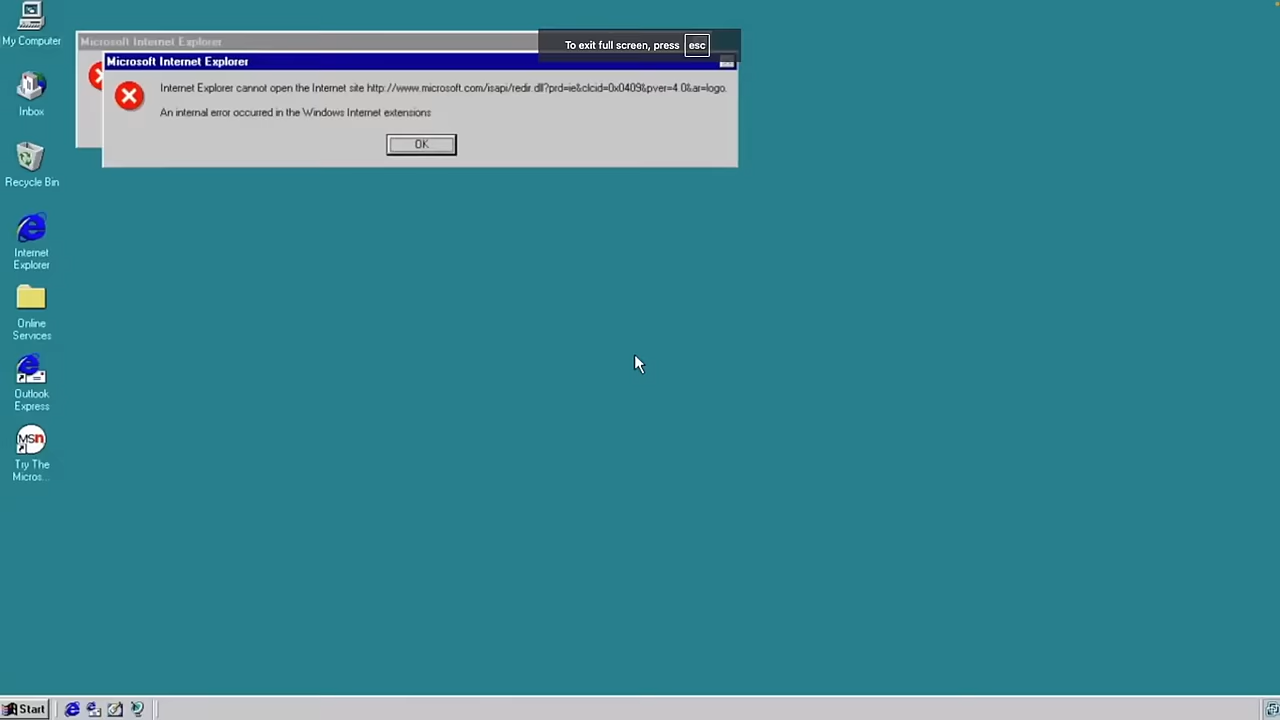 My Computer
Microsoft Internet Explorer
To exit full screen, press esc
Microsoft Internet Explorer
Internet Explorer cannot open the Internet site http://www.microsoft.com/isapi/redir.dll?prd=ie&clcid=0x0409&pver=4.0&ar=logo.
An internal error occurred in the Windows Internet extensions
OK
Inbox
Recycle Bin
Internet
Explorer
Online
Services
Outlook
Express
MSn
Try The
Micros...
Start